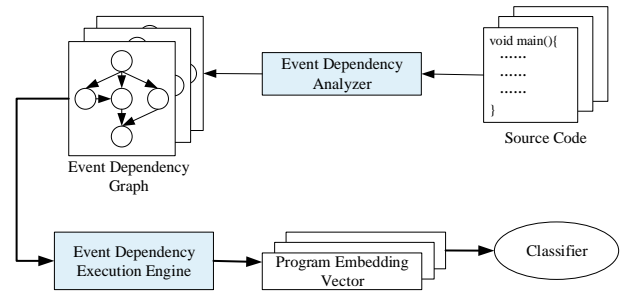 void main(){
......
......
......
}
Source Code
Event Dependency
Analyzer
Event Dependency
Graph
Event Dependency
Execution Engine
Program Embedding
Vector
Classifier